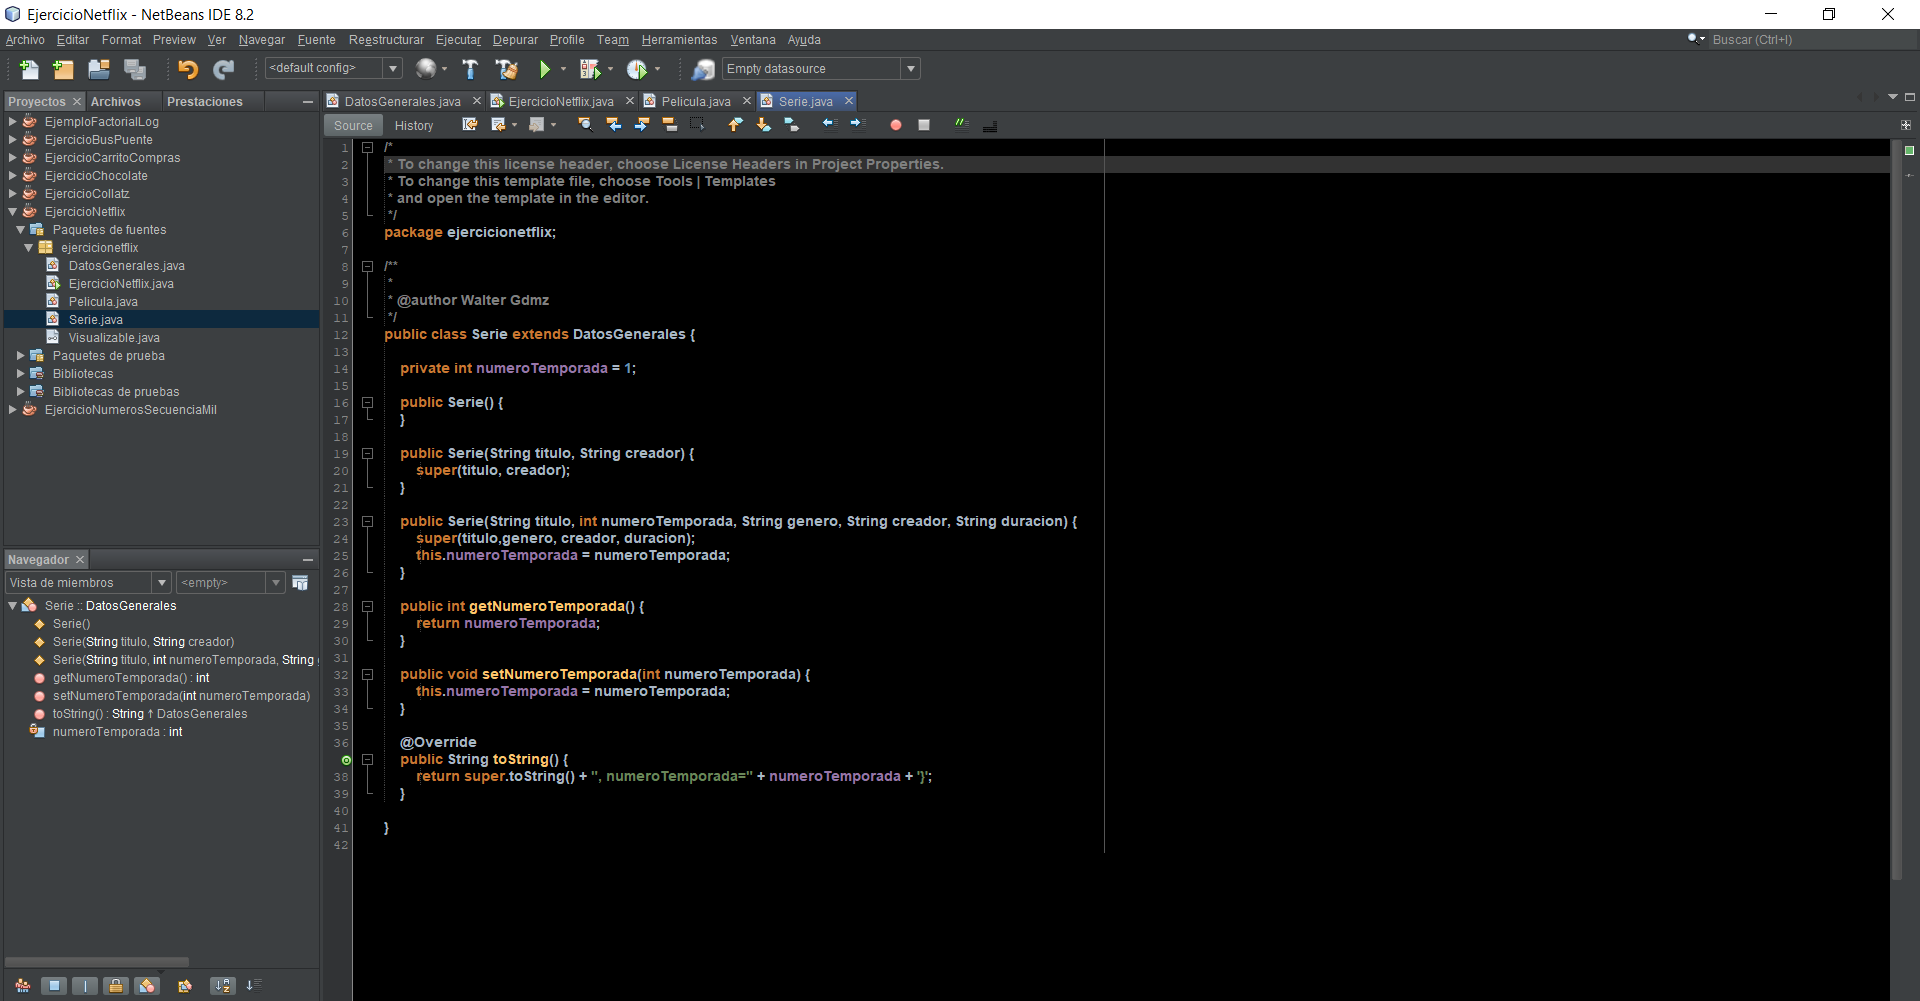 EjercicioNetflix - NetBeans IDE 8.2
Archivo Editar Format Preview Ver Navegar Fuente Reestructurar Ejecutar Depurar Profile Team Herramientas Ventana Ayuda Buscar (Ctrl+I)
<default config> Empty datasource
Proyectos Archivos Prestaciones
EjemploFactorialLog
EjercicioBusPuente
EjercicioCarritoCompras
EjercicioChocolate
EjercicioCollatz
EjercicioNetflix
Paquetes de fuentes
ejercicionetflix
DatosGenerales.java
EjercicioNetflix.java
Pelicula.java
Serie.java
Visualizable.java
Paquetes de prueba
Bibliotecas
Bibliotecas de pruebas
EjercicioNumerosSecuenciaMil
Navegador
Vista de miembros <empty>
Serie :: DatosGenerales
Serie()
Serie(String titulo, String creador)
Serie(String titulo, int numeroTemporada, String
getNumeroTemporada() : int
setNumeroTemporada(int numeroTemporada)
toString() : String ↑ DatosGenerales
numeroTemporada : int
DatosGenerales.java EjercicioNetflix.java Pelicula.java Serie.java
Source History
1 /*
2 * To change this license header, choose License Headers in Project Properties.
3 * To change this template file, choose Tools | Templates
4 * and open the template in the editor.
5 */
6 package ejercicionetflix;
7
8 /**
9 *
10 * @author Walter Gdmz
11 */
12 public class Serie extends DatosGenerales {
13
14 private int numeroTemporada = 1;
15
16 public Serie() {
17 }
18
19 public Serie(String titulo, String creador) {
20 super(titulo, creador);
21 }
22
23 public Serie(String titulo, int numeroTemporada, String genero, String creador, String duracion) {
24 super(titulo,genero, creador, duracion);
25 this.numeroTemporada = numeroTemporada;
26 }
27
28 public int getNumeroTemporada() {
29 return numeroTemporada;
30 }
31
32 public void setNumeroTemporada(int numeroTemporada) {
33 this.numeroTemporada = numeroTemporada;
34 }
35
36 @Override
public String toString() {
38 return super.toString() + ", numeroTemporada=" + numeroTemporada + '}';
39 }
40
41 }
42